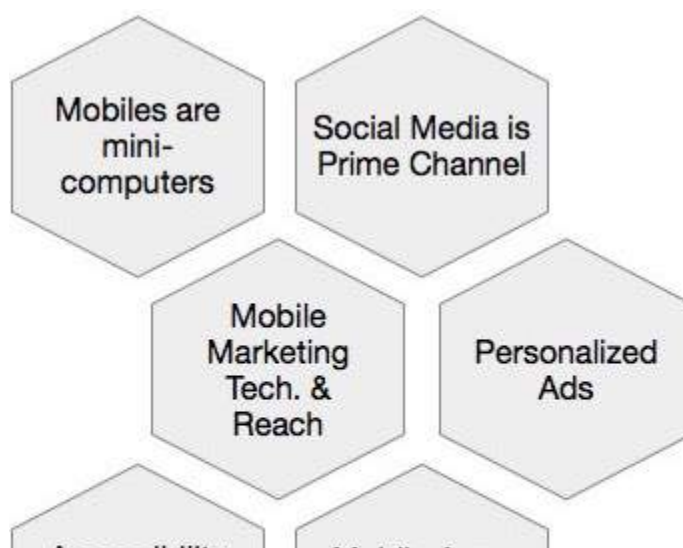 Mobiles are
mini-
computers
Social Media is
Prime Channel
Mobile
Marketing
Tech. &
Reach
Personalized
Ads